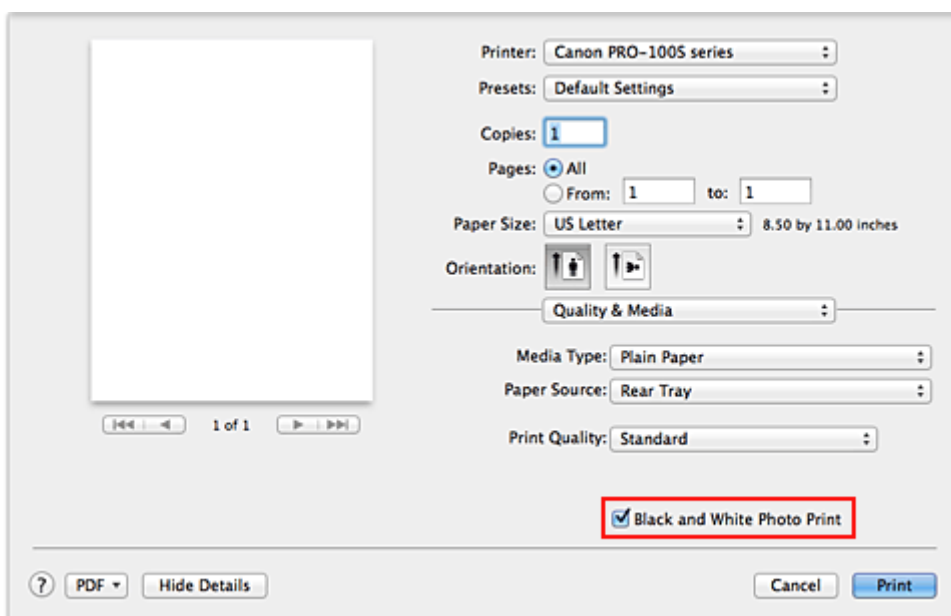 Printer: Canon PRO-100S series
Presets: Default Settings
Copies: 1
Pages: All
From: 1 to: 1
Paper Size: US Letter 8.50 by 11.00 inches
Orientation:
Quality & Media
Media Type: Plain Paper
Paper Source: Rear Tray
1 of 1
Print Quality: Standard
Black and White Photo Print
? PDF Hide Details Cancel Print